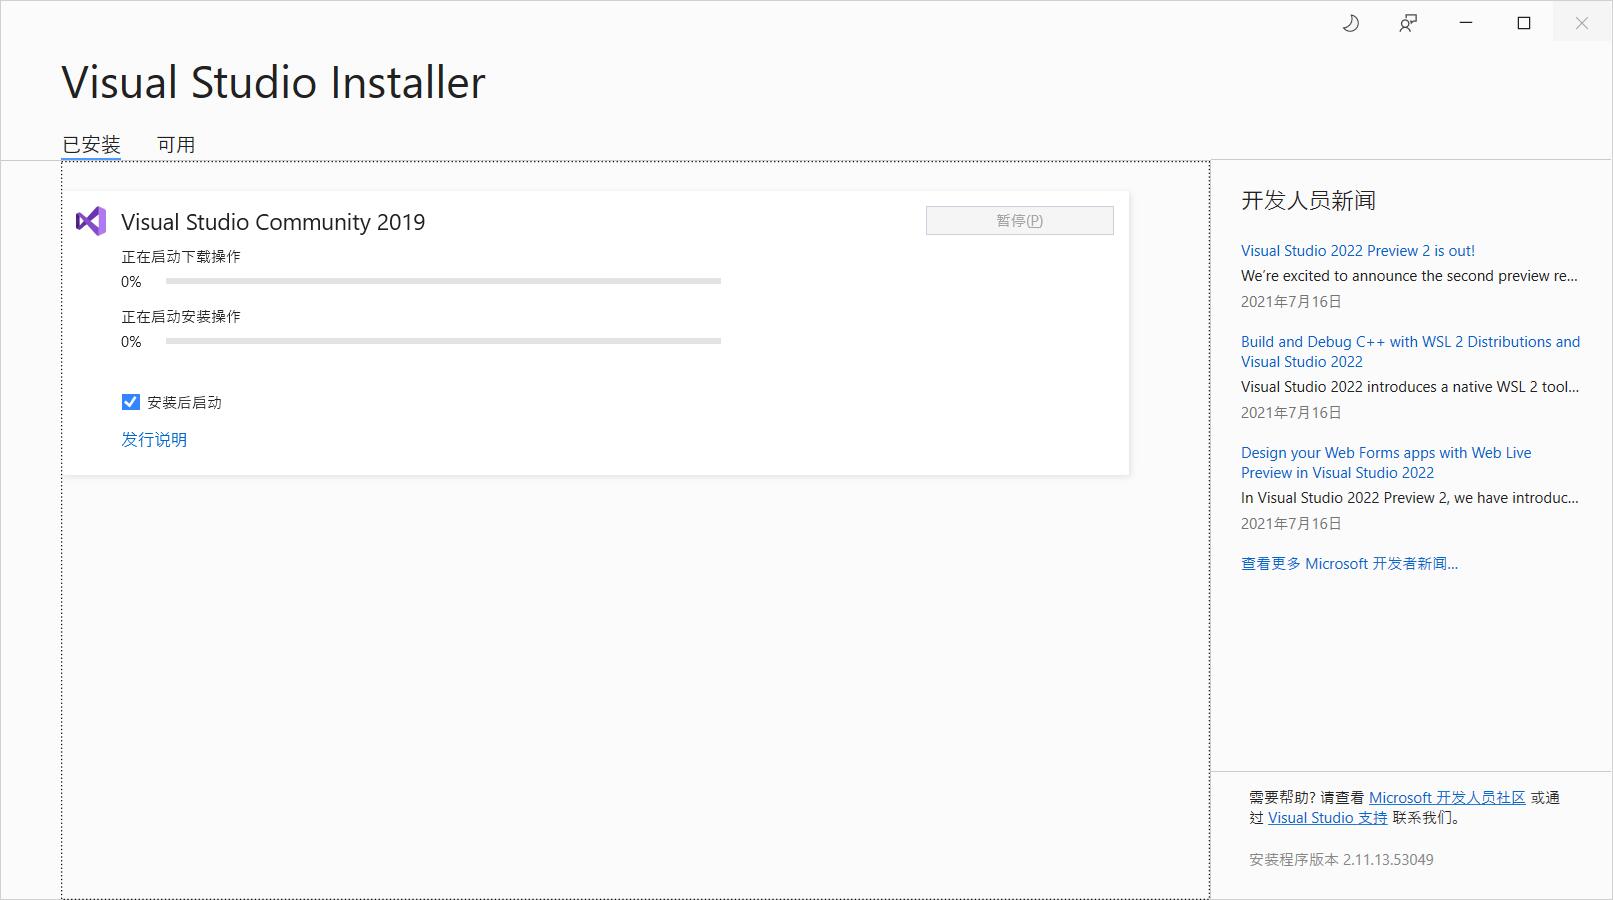 Visual Studio Installer
已安装
可用
Visual Studio Community 2019
暂停(P)
正在启动下载操作
0%
正在启动安装操作
0%
安装后启动
发行说明
开发人员新闻
Visual Studio 2022 Preview 2 is out!
We’re excited to announce the second preview re...
2021年7月16日
Build and Debug C++ with WSL 2 Distributions and
Visual Studio 2022
Visual Studio 2022 introduces a native WSL 2 tool...
2021年7月16日
Design your Web Forms apps with Web Live
Preview in Visual Studio 2022
In Visual Studio 2022 Preview 2, we have introduc...
2021年7月16日
查看更多 Microsoft 开发者新闻...
需要帮助? 请查看 Microsoft 开发人员社区 或通
过 Visual Studio 支持 联系我们。
安装程序版本 2.11.13.53049